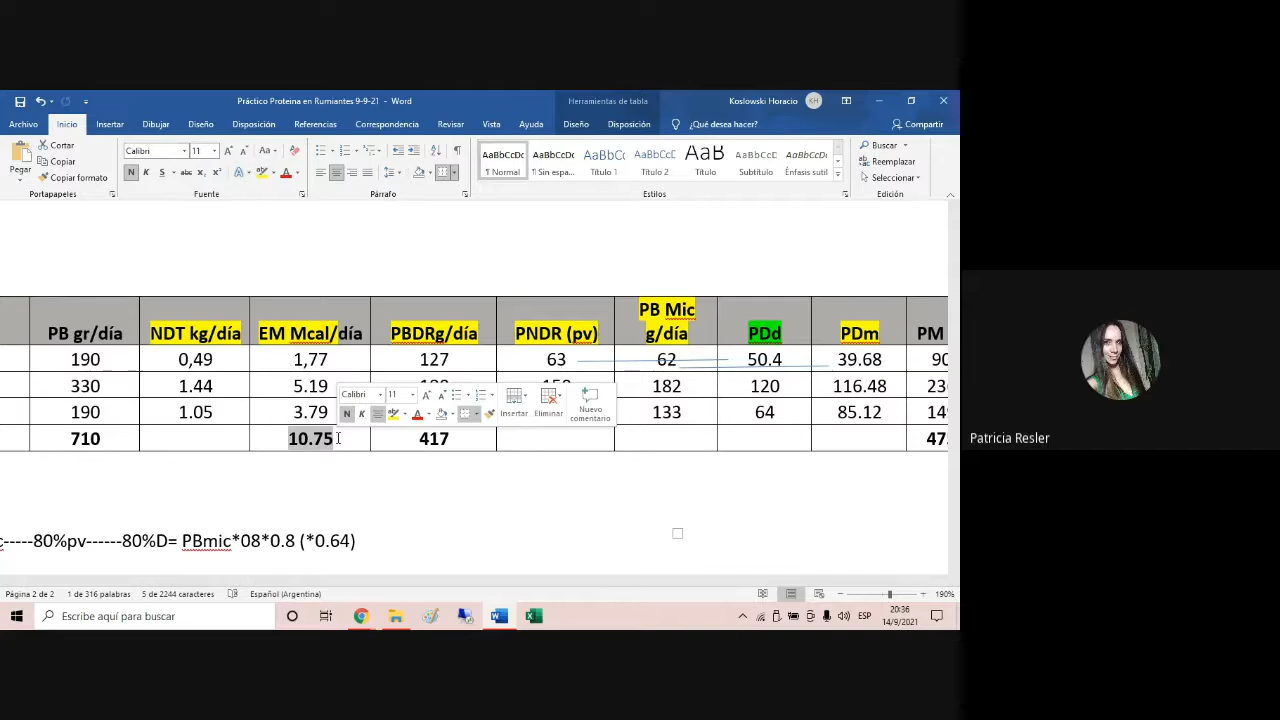 Práctico Proteina en Rumiantes 9-9-21 - Word
Herramientas de tabla
Koslowski Horacio
KH
Archivo Inicio Insertar Dibujar Diseño Disposición Referencias Correspondencia Revisar Vista Ayuda Diseño Disposición ¿Qué desea hacer? Compartir
Pegar
Cortar
Copiar
Copiar formato
Portapapeles
Calibri 11
Fuente
Párrafo
AaBbCcDc AaBbCcDc AaBbCc AaBbCcD AaB AaBbCcD AaBbCcDc
¶ Normal ¶ Sin espa... Título 1 Título 2 Título Subtítulo Énfasis sutil
Estilos
Buscar
Reemplazar
Seleccionar
Edición
PB gr/día NDT kg/día EM Mcal/día PBDRg/día PNDR (pv) PB Mic g/día PDd PDm PM
190 0,49 1,77 127 63 62 50.4 39.68 90
330 1.44 5.19 182 120 116.48
190 1.05 3.79 133 64 85.12
710 10.75 417
Calibri 11
N K
Insertar Eliminar Nuevo comentario
-----80%pv------80%D= PBmic*08*0.8 (*0.64)
Página 2 de 2 1 de 316 palabras 5 de 2244 caracteres Español (Argentina) 190%
Escribe aquí para buscar
ESP
20:36
14/9/2021
Patricia Resler